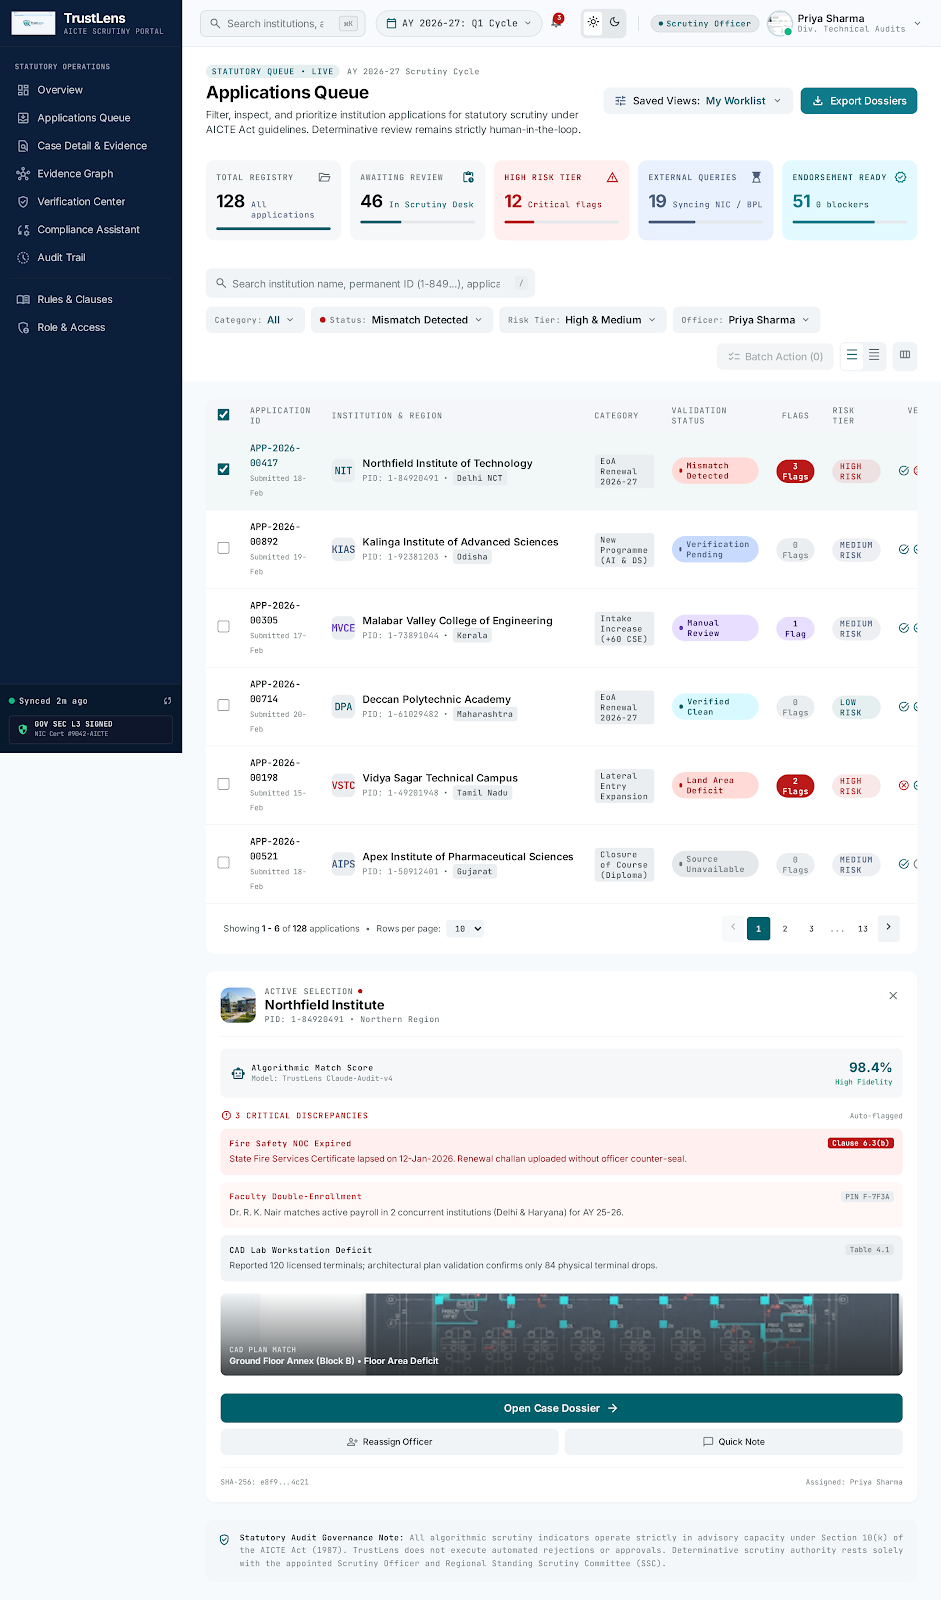 TrustLens
AICTE SCRUTINY PORTAL
STATUTORY OPERATIONS
Overview
Applications Queue
Case Detail & Evidence
Evidence Graph
Verification Center
Compliance Assistant
Audit Trail
Rules & Clauses
Role & Access
Synced 2m ago
GOV SEC L3 SIGNED
NIC Cert #9042-AICTE
Search institutions, a
⌘K
AY 2026-27: Q1 Cycle
3
Scrutiny Officer
Priya Sharma
Div. Technical Audits
STATUTORY QUEUE • LIVE AY 2026-27 Scrutiny Cycle
Applications Queue
Filter, inspect, and prioritize institution applications for statutory scrutiny under
AICTE Act guidelines. Determinative review remains strictly human-in-the-loop.
Saved Views: My Worklist
Export Dossiers
TOTAL REGISTRY
128 All
applications
AWAITING REVIEW
46 In Scrutiny Desk
HIGH RISK TIER
12 Critical flags
EXTERNAL QUERIES
19 Syncing NIC / BPL
ENDORSEMENT READY
51 0 blockers
Search institution name, permanent ID (1-849...), applica
/
Category: All
Status: Mismatch Detected
Risk Tier: High & Medium
Officer: Priya Sharma
Batch Action (0)
APPLICATION
ID
INSTITUTION & REGION
CATEGORY
VALIDATION
STATUS
FLAGS
RISK
TIER
VE
APP-2026-
00417
Submitted 18-
Feb
NIT
Northfield Institute of Technology
PID: 1-84920491 • Delhi NCT
EoA
Renewal
2026-27
Mismatch
Detected
3
Flags
HIGH
RISK
APP-2026-
00892
Submitted 19-
Feb
KIAS
Kalinga Institute of Advanced Sciences
PID: 1-92381203 • Odisha
New
Programme
(AI & DS)
Verification
Pending
0
Flags
MEDIUM
RISK
APP-2026-
00305
Submitted 17-
Feb
MVCE
Malabar Valley College of Engineering
PID: 1-73891044 • Kerala
Intake
Increase
(+60 CSE)
Manual
Review
1
Flag
MEDIUM
RISK
APP-2026-
00714
Submitted 20-
Feb
DPA
Deccan Polytechnic Academy
PID: 1-61029482 • Maharashtra
EoA
Renewal
2026-27
Verified
Clean
0
Flags
LOW
RISK
APP-2026-
00198
Submitted 15-
Feb
VSTC
Vidya Sagar Technical Campus
PID: 1-49201948 • Tamil Nadu
Lateral
Entry
Expansion
Land Area
Deficit
2
Flags
HIGH
RISK
APP-2026-
00521
Submitted 18-
Feb
AIPS
Apex Institute of Pharmaceutical Sciences
PID: 1-50912401 • Gujarat
Closure
of Course
(Diploma)
Source
Unavailable
0
Flags
MEDIUM
RISK
Showing 1 - 6 of 128 applications • Rows per page: 10
1 2 3 ... 13
ACTIVE SELECTION
Northfield Institute
PID: 1-84920491 • Northern Region
Algorithmic Match Score
Model: TrustLens Claude-Audit-v4
98.4%
High Fidelity
3 CRITICAL DISCREPANCIES
Auto-flagged
Fire Safety NOC Expired
Clause 6.3(b)
State Fire Services Certificate lapsed on 12-Jan-2026. Renewal challan uploaded without officer counter-seal.
Faculty Double-Enrollment
PIN F-7F3A
Dr. R. K. Nair matches active payroll in 2 concurrent institutions (Delhi & Haryana) for AY 25-26.
CAD Lab Workstation Deficit
Table 4.1
Reported 120 licensed terminals; architectural plan validation confirms only 84 physical terminal drops.
CAD PLAN MATCH
Ground Floor Annex (Block B) • Floor Area Deficit
Open Case Dossier
Reassign Officer
Quick Note
SHA-256: e8f9...4c21
Assigned: Priya Sharma
Statutory Audit Governance Note: All algorithmic scrutiny indicators operate strictly in advisory capacity under Section 10(k) of
the AICTE Act (1987). TrustLens does not execute automated rejections or approvals. Determinative scrutiny authority rests solely
with the appointed Scrutiny Officer and Regional Standing Scrutiny Committee (SSC).